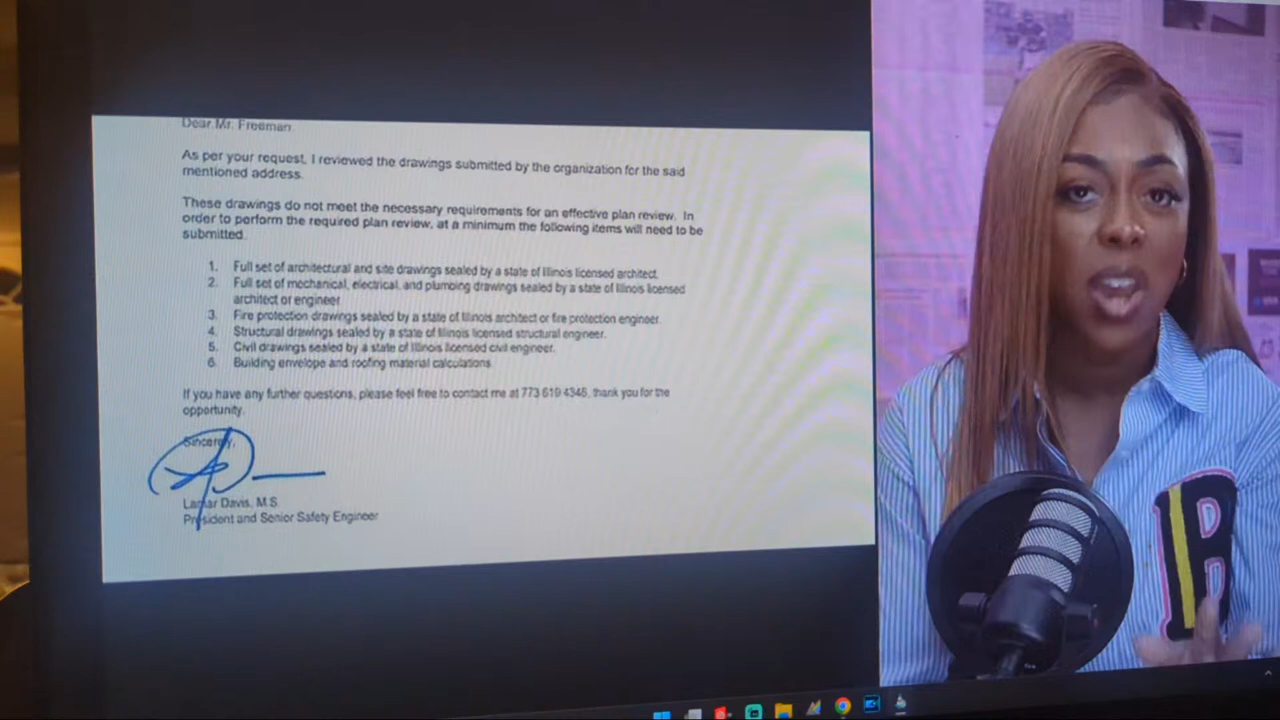 Dear Mr. Freeman
As per your request, I reviewed the drawings submitted by the organization for the said
mentioned address.
These drawings do not meet the necessary requirements for an effective plan review. In
order to perform the required plan review, at a minimum the following items will need to be
submitted.
1. Full set of architectural and site drawings sealed by a state of Illinois licensed architect.
2. Full set of mechanical, electrical, and plumbing drawings sealed by a state of Illinois licensed
architect or engineer
3. Fire protection drawings sealed by a state of Illinois architect or fire protection engineer.
4. Structural drawings sealed by a state of Illinois licensed structural engineer.
5. Civil drawings sealed by a state of Illinois licensed civil engineer.
6. Building envelope and roofing material calculations.
If you have any further questions, please feel free to contact me at 773 619 4346, thank you for the
opportunity.
Sincerely,
Lamar Davis, M.S.
President and Senior Safety Engineer
B